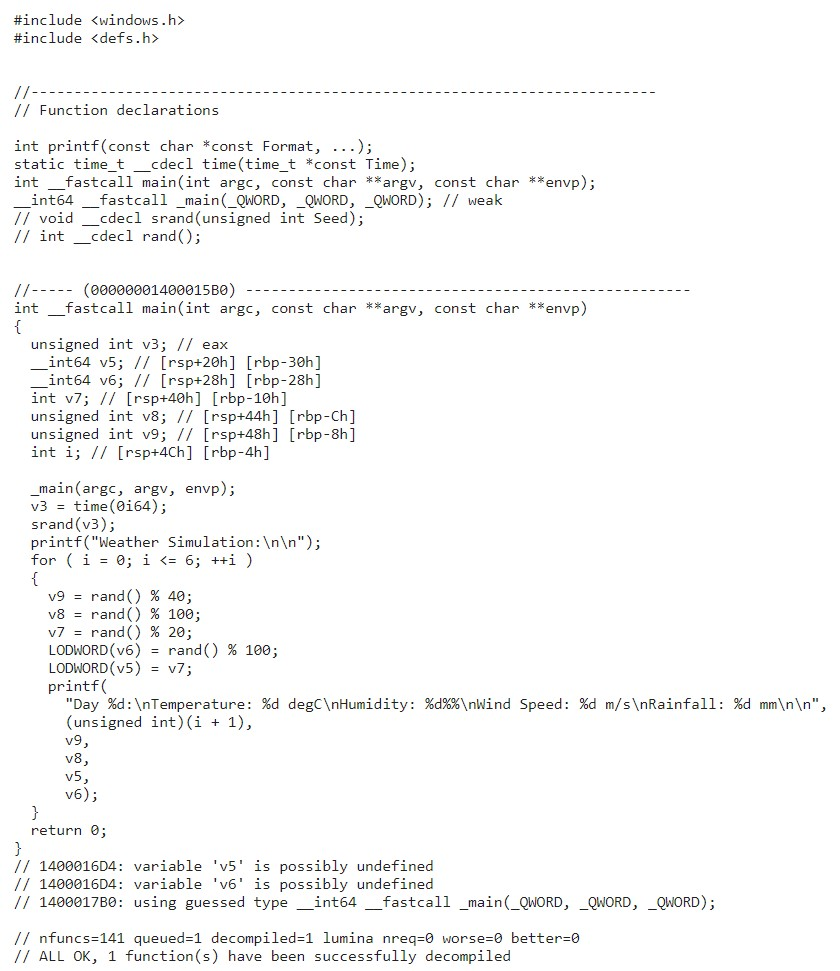 #include <windows.h>
#include <defs.h>
//-------------------------------------------------------------------------
// Function declarations
int printf(const char *const Format, ...);
static time_t __cdecl time(time_t *const Time);
int __fastcall main(int argc, const char **argv, const char **envp);
__int64 __fastcall _main(_QWORD, _QWORD, _QWORD); // weak
// void __cdecl srand(unsigned int Seed);
// int __cdecl rand();
//----- (00000001400015B0) ----------------------------------------------------
int __fastcall main(int argc, const char **argv, const char **envp)
{
  unsigned int v3; // eax
  __int64 v5; // [rsp+20h] [rbp-30h]
  __int64 v6; // [rsp+28h] [rbp-28h]
  int v7; // [rsp+40h] [rbp-10h]
  unsigned int v8; // [rsp+44h] [rbp-Ch]
  unsigned int v9; // [rsp+48h] [rbp-8h]
  int i; // [rsp+4Ch] [rbp-4h]
  _main(argc, argv, envp);
  v3 = time(0i64);
  srand(v3);
  printf("Weather Simulation:\n\n");
  for ( i = 0; i <= 6; ++i )
  {
    v9 = rand() % 40;
    v8 = rand() % 100;
    v7 = rand() % 20;
    LODWORD(v6) = rand() % 100;
    LODWORD(v5) = v7;
    printf(
      "Day %d:\nTemperature: %d degC\nHumidity: %d%%\nWind Speed: %d m/s\nRainfall: %d mm\n\n",
      (unsigned int)(i + 1),
      v9,
      v8,
      v5,
      v6);
  }
  return 0;
}
// 1400016D4: variable 'v5' is possibly undefined
// 1400016D4: variable 'v6' is possibly undefined
// 1400017B0: using guessed type __int64 __fastcall _main(_QWORD, _QWORD, _QWORD);
// nfuncs=141 queued=1 decompiled=1 lumina nreq=0 worse=0 better=0
// ALL OK, 1 function(s) have been successfully decompiled